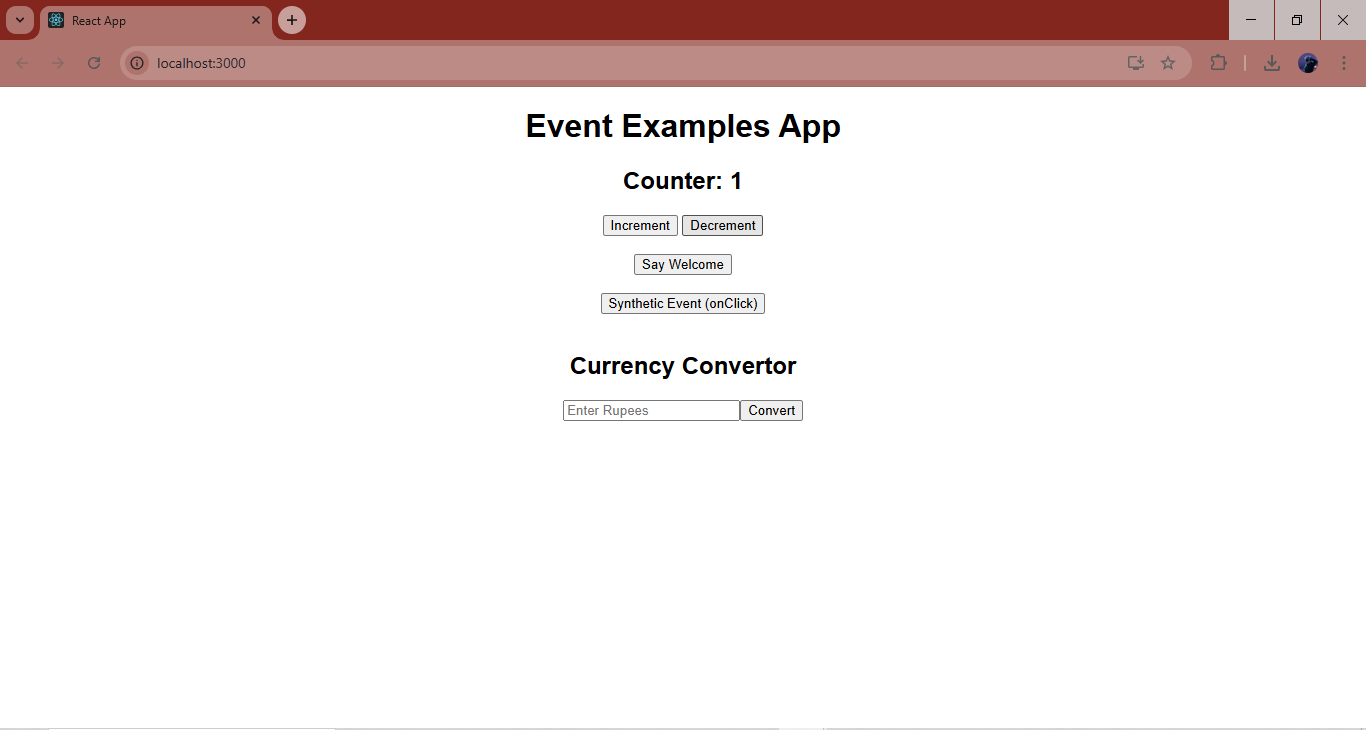 React App
localhost:3000
Event Examples App
Counter: 1
Increment Decrement
Say Welcome
Synthetic Event (onClick)
Currency Convertor
Enter Rupees Convert